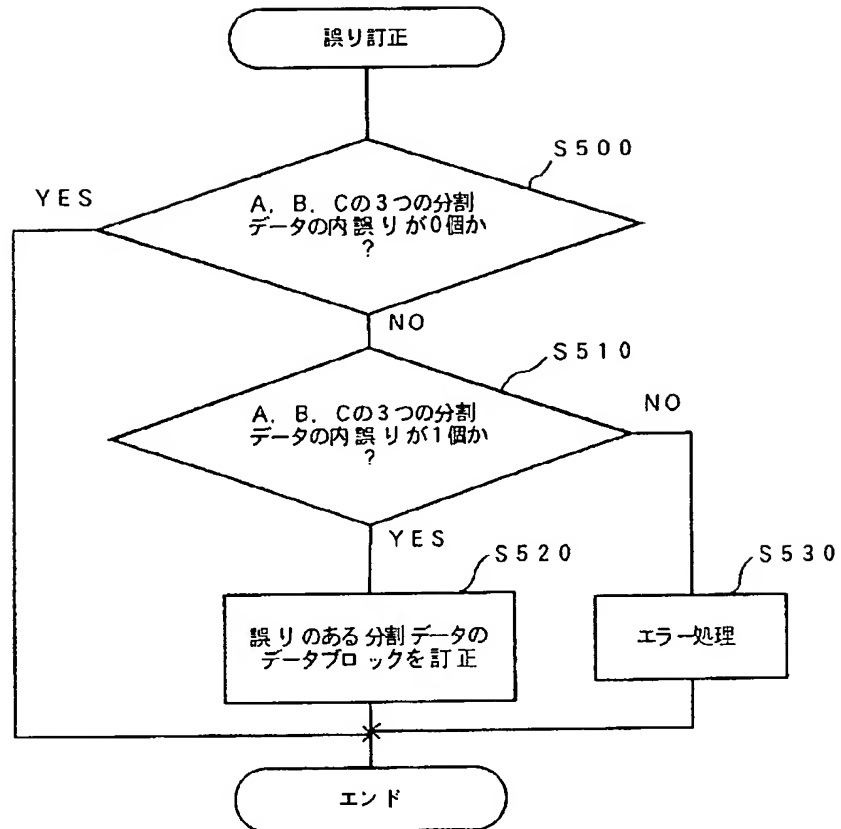 誤り訂正
S500
YES
A. B. Cの3つの分割
データの内誤りが0個か
?
NO
S510
A. B. Cの3つの分割
データの内誤りが1個か
?
NO
YES
S520
S530
誤りのある分割データの
データブロックを訂正
エラー処理
エンド